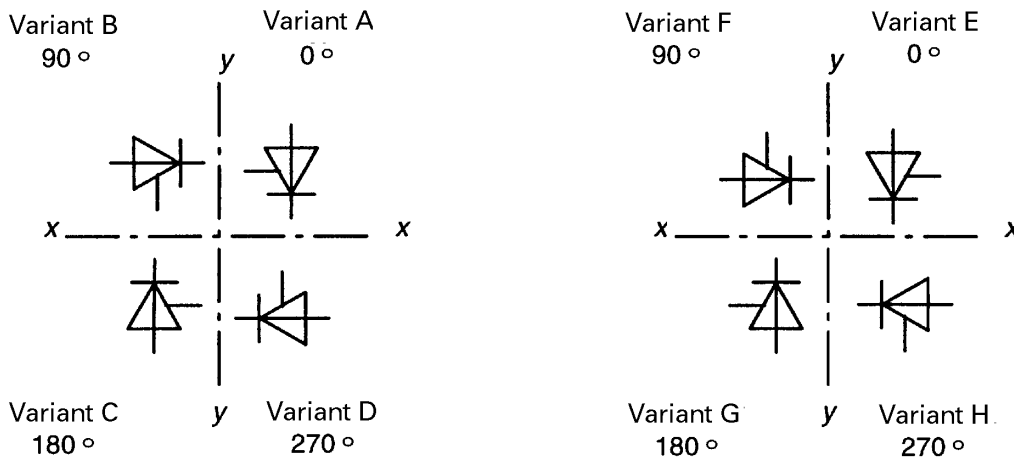 Variant B
90 °
Variant A
0 °
y
x
x
Variant C
180 °
y
Variant D
270 °
Variant F
90 °
Variant E
0 °
y
x
x
Variant G
180 °
y
Variant H
270 °